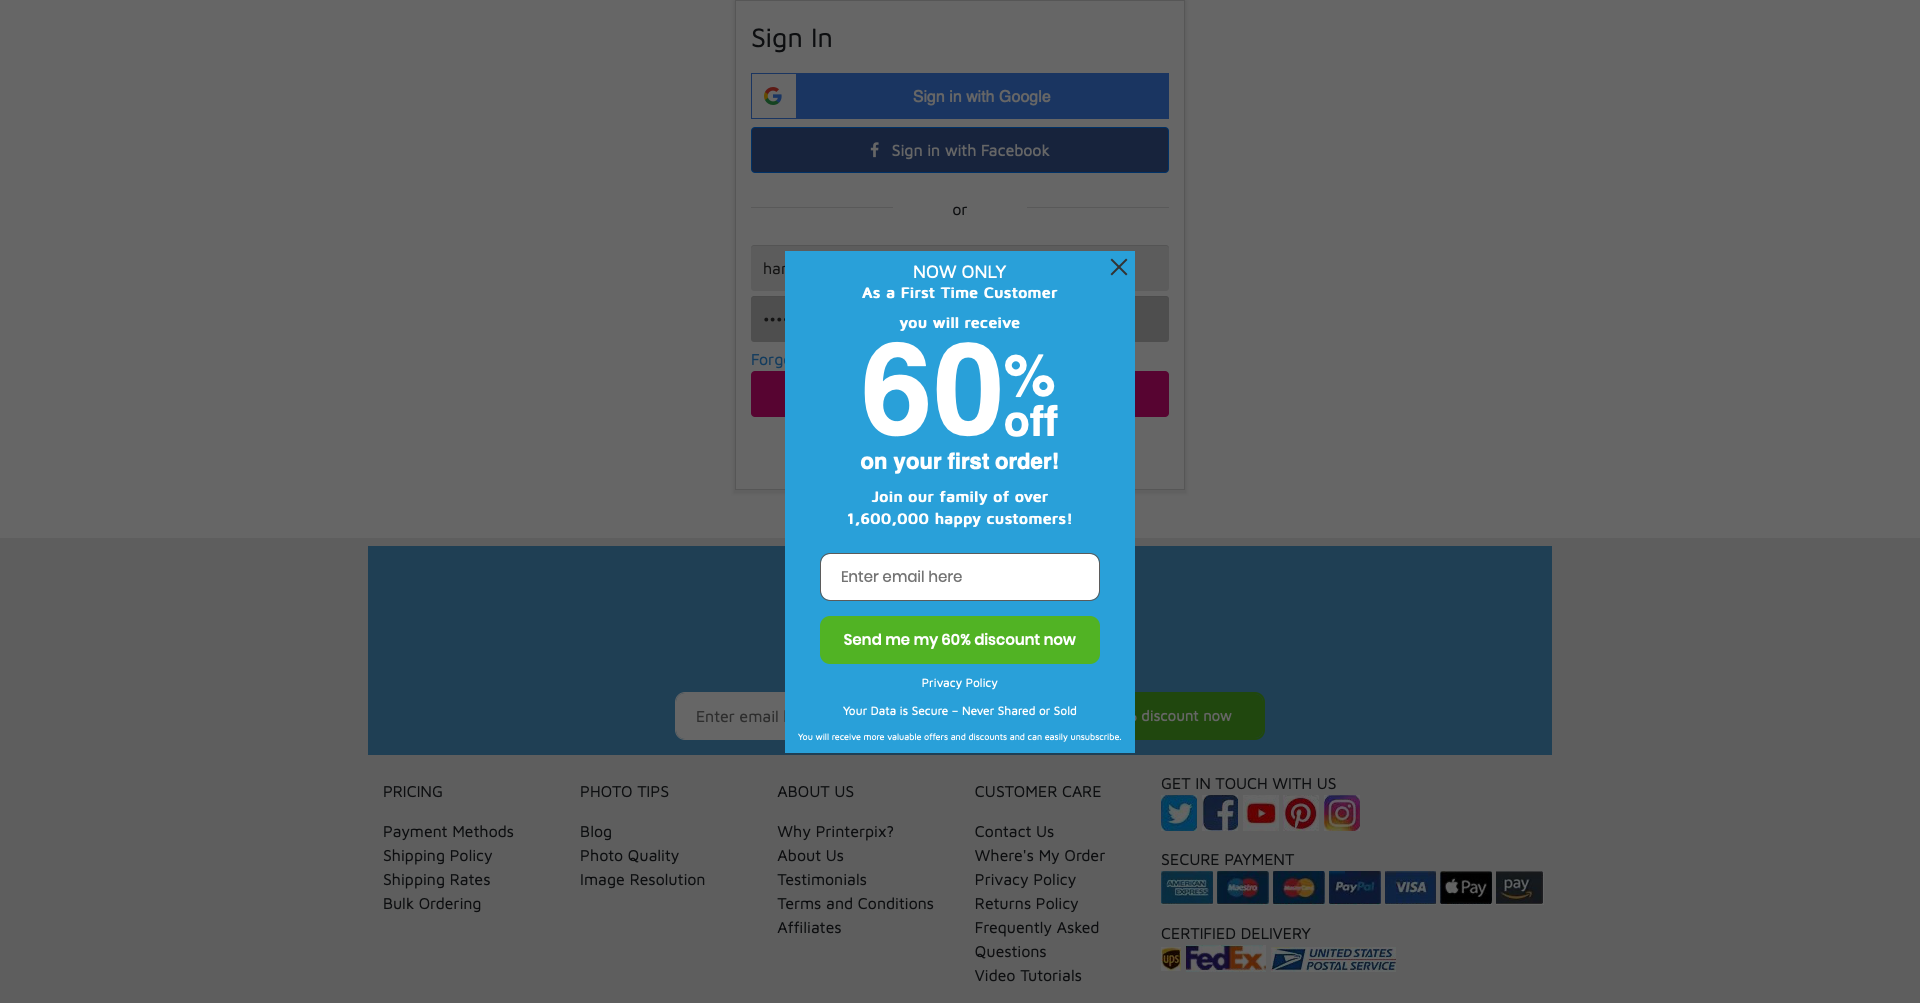 Sign In
Sign in with Google
Sign in with Facebook
or
NOW ONLY
As a First Time Customer
you will receive
60% off
on your first order!
Join our family of over
1,600,000 happy customers!
Enter email here
Send me my 60% discount now
Privacy Policy
Your Data is Secure – Never Shared or Sold
You will receive more valuable offers and discounts and can easily unsubscribe.
Enter email
discount now
PRICING
Payment Methods
Shipping Policy
Shipping Rates
Bulk Ordering
PHOTO TIPS
Blog
Photo Quality
Image Resolution
ABOUT US
Why Printerpix?
About Us
Testimonials
Terms and Conditions
Affiliates
CUSTOMER CARE
Contact Us
Where's My Order
Privacy Policy
Returns Policy
Frequently Asked
Questions
Video Tutorials
GET IN TOUCH WITH US
SECURE PAYMENT
AMERICAN EXPRESS
Maestro
MasterCard
PayPal
VISA
Pay
pay
CERTIFIED DELIVERY
ups
FedEx
UNITED STATES
POSTAL SERVICE